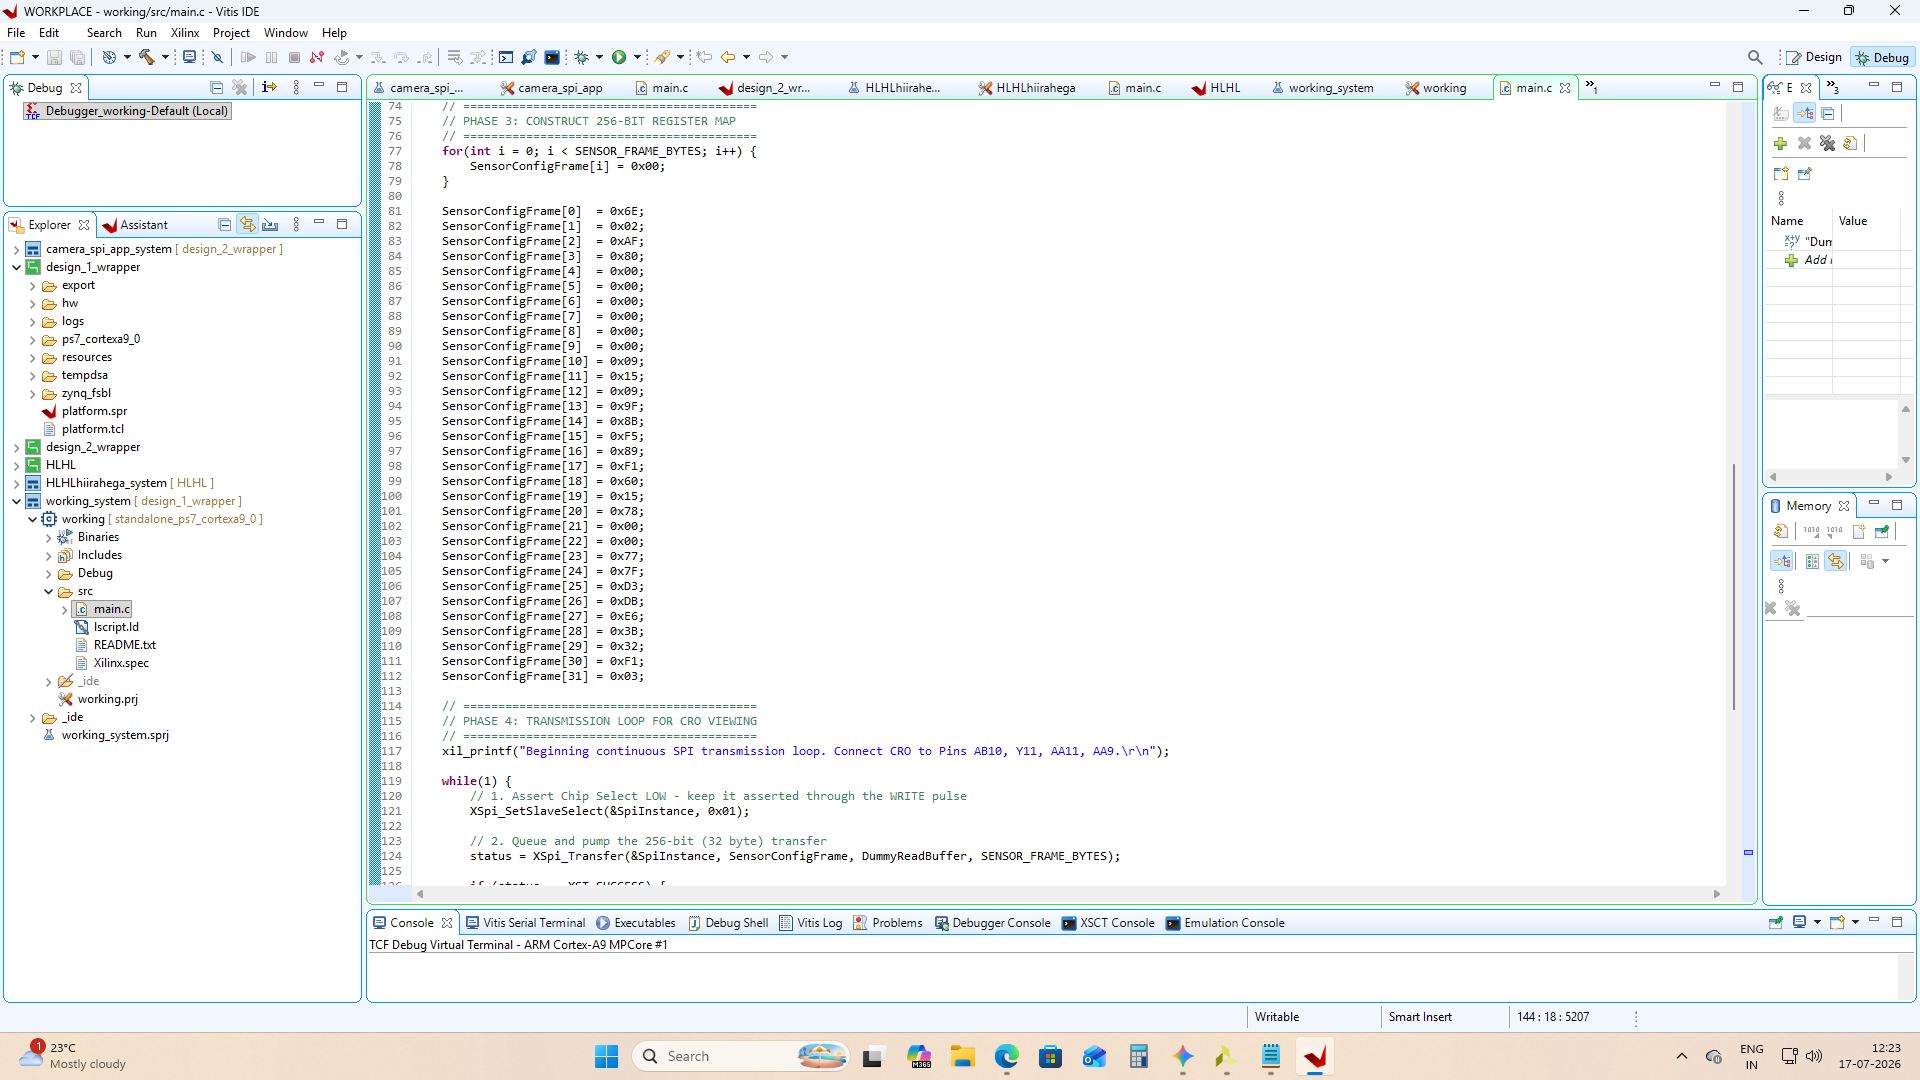 WORKPLACE - working/src/main.c - Vitis IDE
File Edit Search Run Xilinx Project Window Help
Design Debug
Debug
Debugger_working-Default (Local)
Explorer Assistant
camera_spi_app_system [ design_2_wrapper ]
design_1_wrapper
export
hw
logs
ps7_cortexa9_0
resources
tempdsa
zynq_fsbl
platform.spr
platform.tcl
design_2_wrapper
HLHL
HLHLhiirahega_system [ HLHL ]
working_system [ design_1_wrapper ]
working [ standalone_ps7_cortexa9_0 ]
Binaries
Includes
Debug
src
main.c
lscript.ld
README.txt
Xilinx.spec
_ide
working.prj
_ide
working_system.sprj
camera_spi_... camera_spi_app main.c design_2_wr... HLHLhiirahe... HLHLhiirahega main.c HLHL working_system working main.c »1
74 // ==========================================
75 // PHASE 3: CONSTRUCT 256-BIT REGISTER MAP
76 // ==========================================
77 for(int i = 0; i < SENSOR_FRAME_BYTES; i++) {
78 SensorConfigFrame[i] = 0x00;
79 }
80
81 SensorConfigFrame[0]  = 0x6E;
82 SensorConfigFrame[1]  = 0x02;
83 SensorConfigFrame[2]  = 0xAF;
84 SensorConfigFrame[3]  = 0x80;
85 SensorConfigFrame[4]  = 0x00;
86 SensorConfigFrame[5]  = 0x00;
87 SensorConfigFrame[6]  = 0x00;
88 SensorConfigFrame[7]  = 0x00;
89 SensorConfigFrame[8]  = 0x00;
90 SensorConfigFrame[9]  = 0x00;
91 SensorConfigFrame[10] = 0x09;
92 SensorConfigFrame[11] = 0x15;
93 SensorConfigFrame[12] = 0x09;
94 SensorConfigFrame[13] = 0x9F;
95 SensorConfigFrame[14] = 0x8B;
96 SensorConfigFrame[15] = 0xF5;
97 SensorConfigFrame[16] = 0x89;
98 SensorConfigFrame[17] = 0xF1;
99 SensorConfigFrame[18] = 0x60;
100 SensorConfigFrame[19] = 0x15;
101 SensorConfigFrame[20] = 0x78;
102 SensorConfigFrame[21] = 0x00;
103 SensorConfigFrame[22] = 0x00;
104 SensorConfigFrame[23] = 0x77;
105 SensorConfigFrame[24] = 0x7F;
106 SensorConfigFrame[25] = 0xD3;
107 SensorConfigFrame[26] = 0xDB;
108 SensorConfigFrame[27] = 0xE6;
109 SensorConfigFrame[28] = 0x3B;
110 SensorConfigFrame[29] = 0x32;
111 SensorConfigFrame[30] = 0xF1;
112 SensorConfigFrame[31] = 0x03;
113
114 // ==========================================
115 // PHASE 4: TRANSMISSION LOOP FOR CRO VIEWING
116 // ==========================================
117 xil_printf("Beginning continuous SPI transmission loop. Connect CRO to Pins AB10, Y11, AA11, AA9.\r\n");
118
119 while(1) {
120 // 1. Assert Chip Select LOW - keep it asserted through the WRITE pulse
121 XSpi_SetSlaveSelect(&SpiInstance, 0x01);
122
123 // 2. Queue and pump the 256-bit (32 byte) transfer
124 status = XSpi_Transfer(&SpiInstance, SensorConfigFrame, DummyReadBuffer, SENSOR_FRAME_BYTES);
125
E »3
Name Value
"Dum
Add
Memory
Console Vitis Serial Terminal Executables Debug Shell Vitis Log Problems Debugger Console XSCT Console Emulation Console
TCF Debug Virtual Terminal - ARM Cortex-A9 MPCore #1
Writable Smart Insert 144 : 18 : 5207
1
23°C
Mostly cloudy
Search
M365
ENG
IN
12:23
17-07-2026